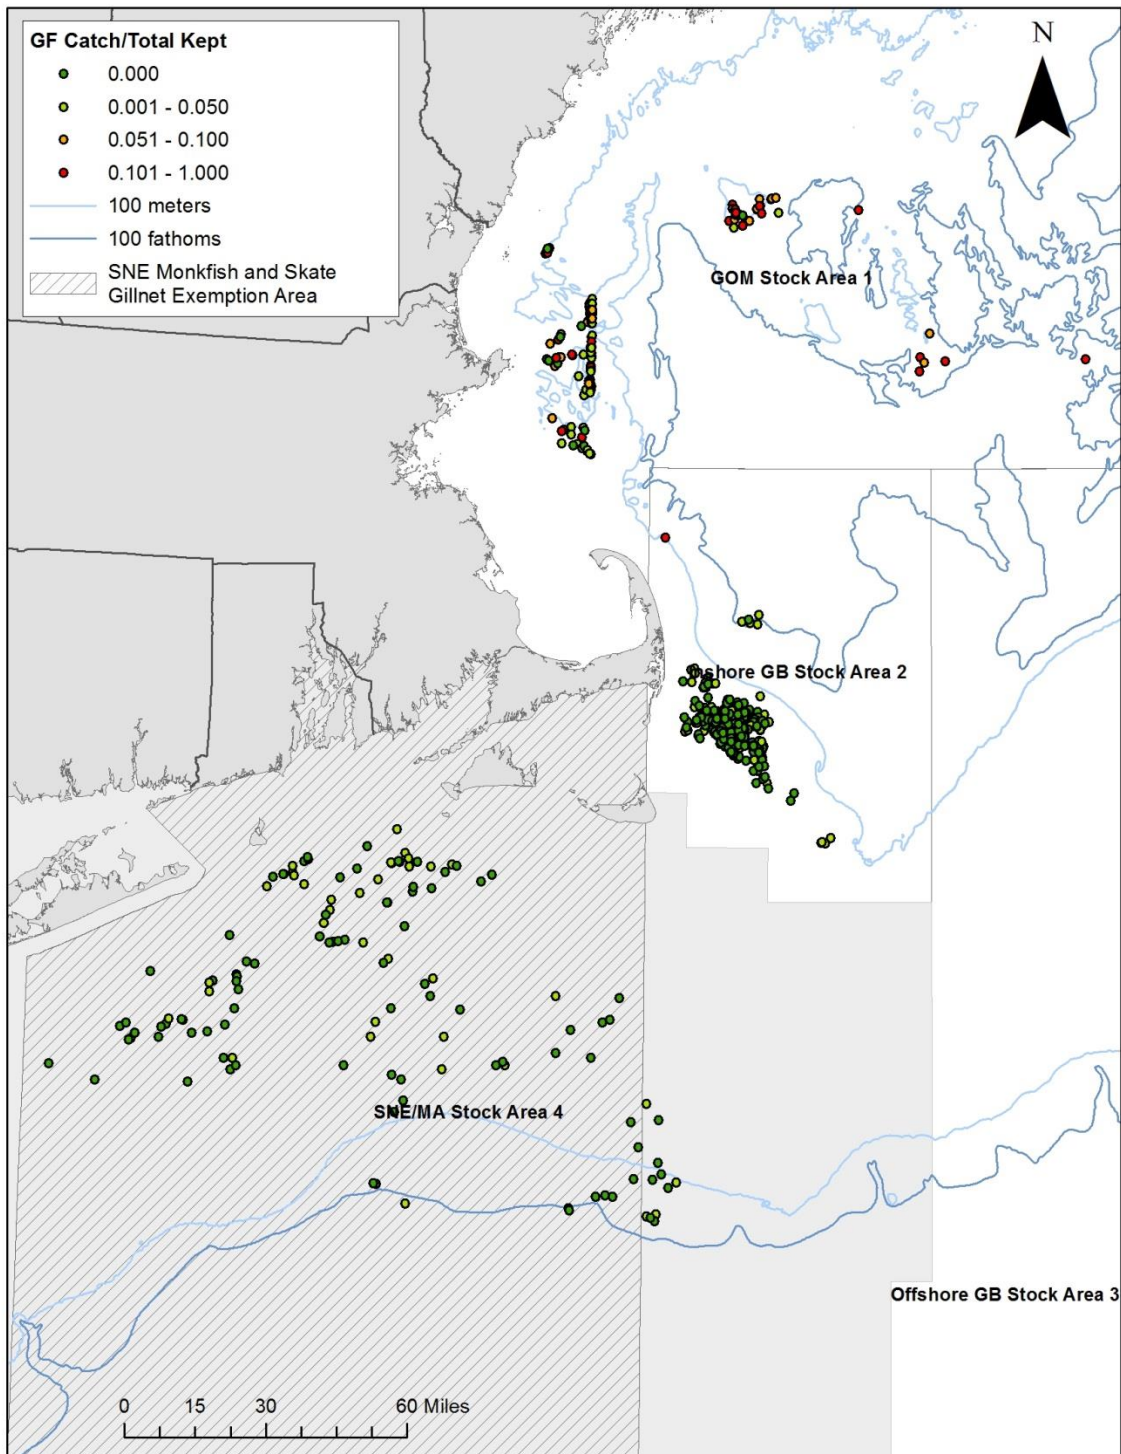 GF Catch/Total Kept
0.000
0.001 - 0.050
0.051 - 0.100
0.101 - 1.000
100 meters
100 fathoms
SNE Monkfish and Skate
Gillnet Exemption Area
N
GOM Stock Area 1
Inshore GB Stock Area 2
SNE/MA Stock Area 4
Offshore GB Stock Area 3
0 15 30 60 Miles